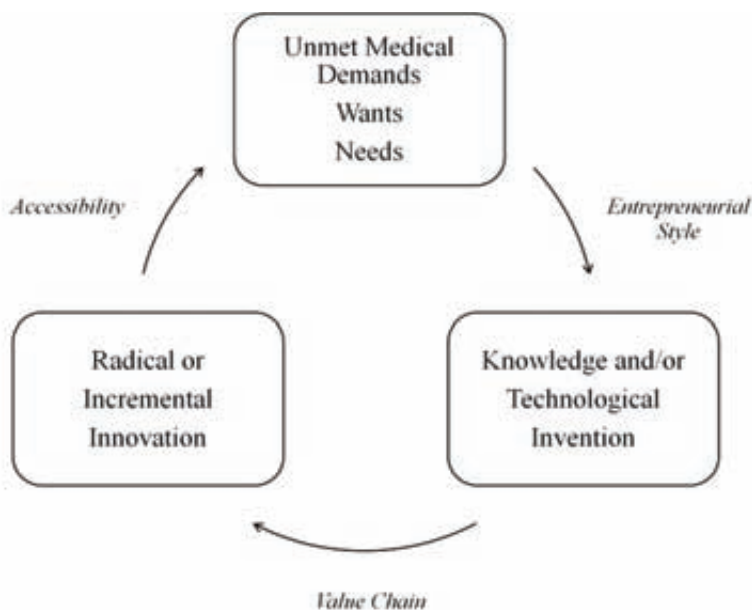 Unmet Medical
Demands
Wants
Needs
Accessibility
Entrepreneurial
Style
Radical or
Incremental
Innovation
Knowledge and/or
Technological
Invention
Value Chain